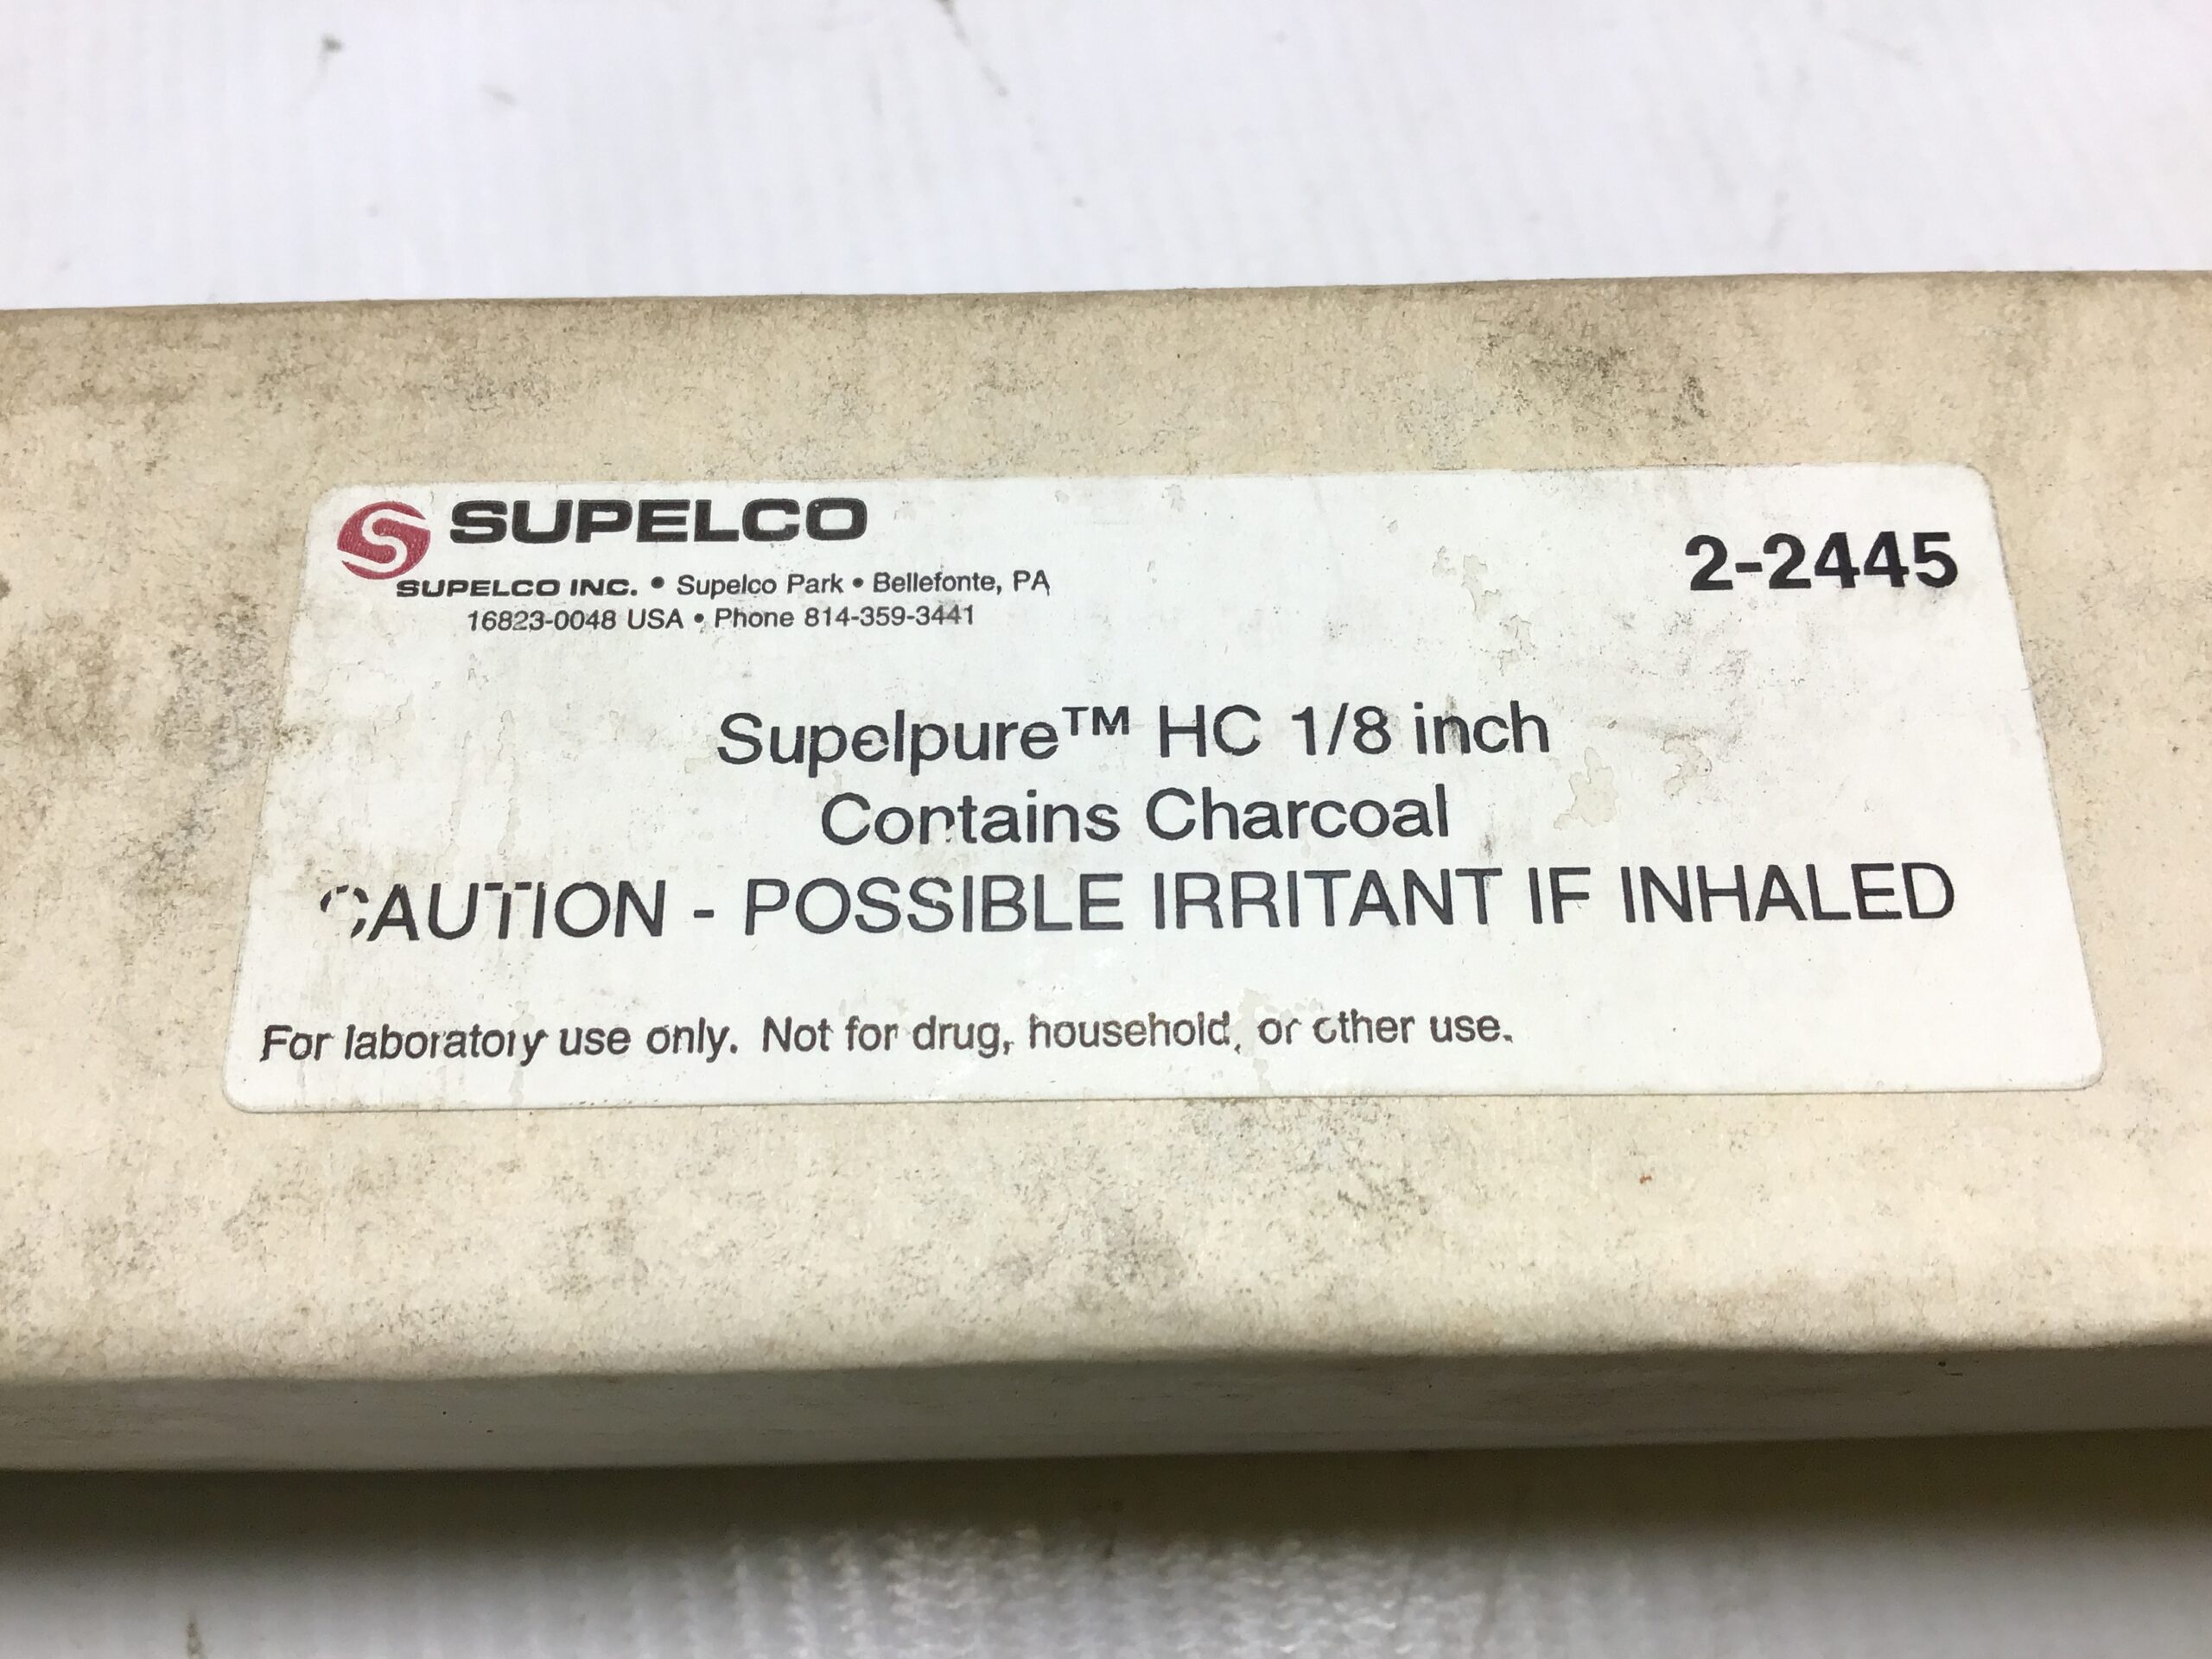 SUPELCO
2-2445
SUPELCO INC. • Supelco Park • Bellefonte, PA
16823-0048 USA • Phone 814-359-3441
Supelpure™ HC 1/8 inch
Contains Charcoal
CAUTION - POSSIBLE IRRITANT IF INHALED
For laboratory use only. Not for drug, household, or other use.